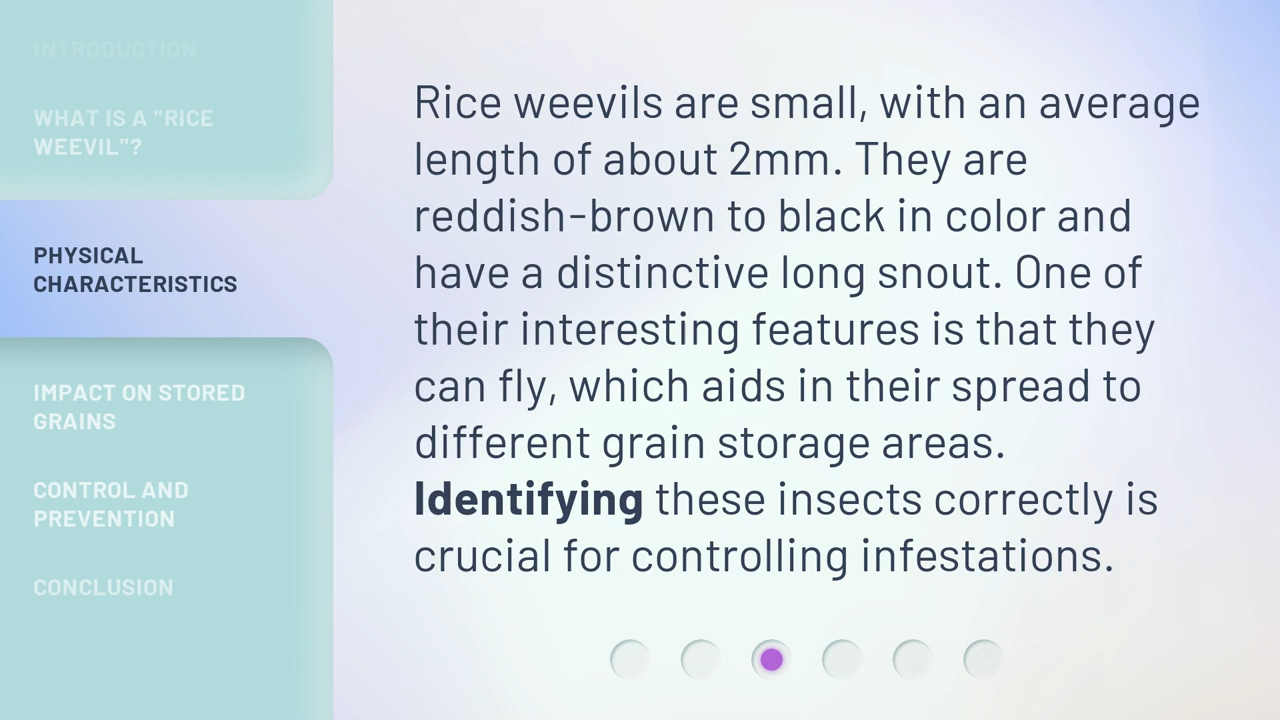 INTRODUCTION
WHAT IS A "RICE
WEEVIL"?
PHYSICAL
CHARACTERISTICS
IMPACT ON STORED
GRAINS
CONTROL AND
PREVENTION
CONCLUSION
Rice weevils are small, with an average
length of about 2mm. They are
reddish-brown to black in color and
have a distinctive long snout. One of
their interesting features is that they
can fly, which aids in their spread to
different grain storage areas.
Identifying these insects correctly is
crucial for controlling infestations.